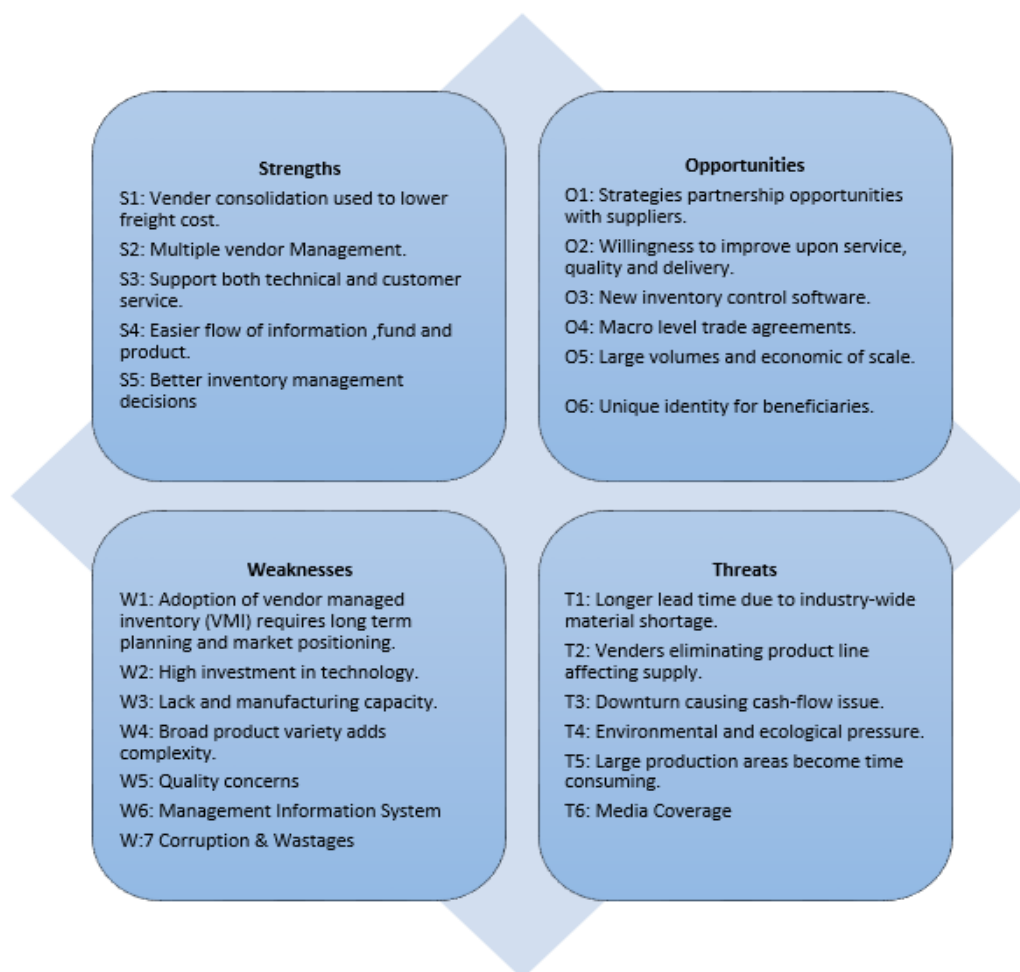 Strengths
S1: Vender consolidation used to lower
freight cost.
S2: Multiple vendor Management.
S3: Support both technical and customer
service.
S4: Easier flow of information ,fund and
product.
S5: Better inventory management
decisions
Opportunities
O1: Strategies partnership opportunities
with suppliers.
O2: Willingness to improve upon service,
quality and delivery.
O3: New inventory control software.
O4: Macro level trade agreements.
O5: Large volumes and economic of scale.
O6: Unique identity for beneficiaries.
Weaknesses
W1: Adoption of vendor managed
inventory (VMI) requires long term
planning and market positioning.
W2: High investment in technology.
W3: Lack and manufacturing capacity.
W4: Broad product variety adds
complexity.
W5: Quality concerns
W6: Management Information System
W:7 Corruption & Wastages
Threats
T1: Longer lead time due to industry-wide
material shortage.
T2: Venders eliminating product line
affecting supply.
T3: Downturn causing cash-flow issue.
T4: Environmental and ecological pressure.
T5: Large production areas become time
consuming.
T6: Media Coverage